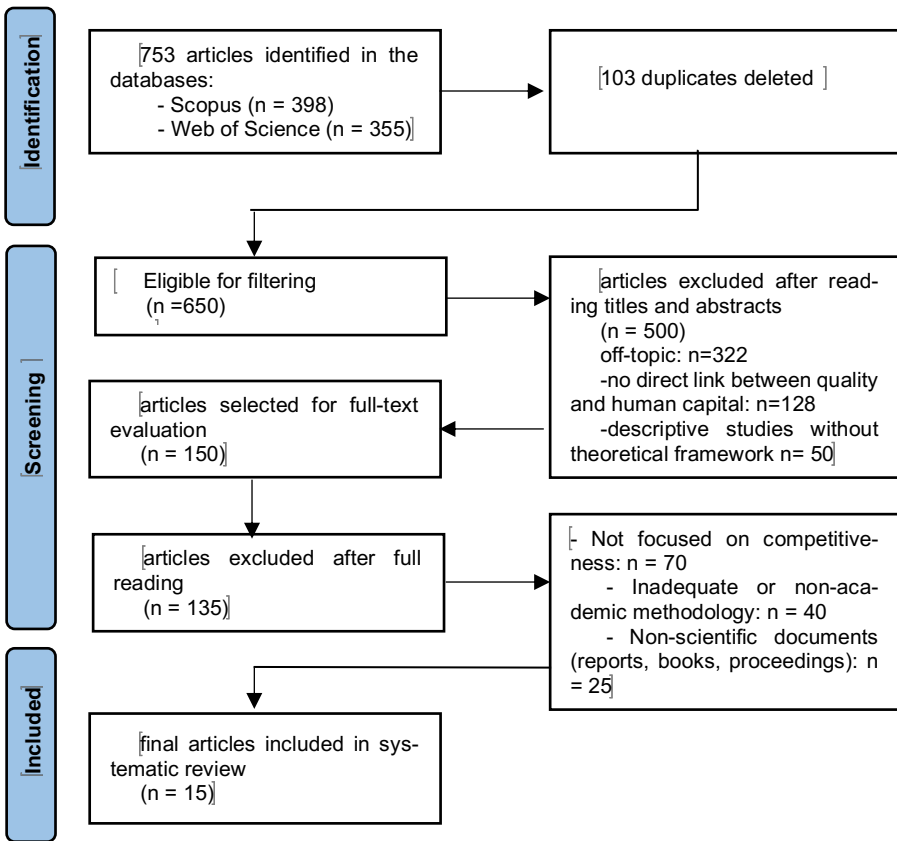 Identification
[753 articles identified in the
databases:
- Scopus (n = 398)
- Web of Science (n = 355)]
[103 duplicates deleted ]
Screening
[ Eligible for filtering
(n =650)
[articles excluded after read-
ing titles and abstracts
(n = 500)
off-topic: n=322
-no direct link between quality
and human capital: n=128
-descriptive studies without
theoretical framework n= 50]
[articles selected for full-text
evaluation
(n = 150)]
[articles excluded after full
reading
(n = 135)]
[- Not focused on competitive-
ness: n = 70
- Inadequate or non-aca-
demic methodology: n = 40
- Non-scientific documents
(reports, books, proceedings): n
= 25]
Included
[final articles included in sys-
tematic review
(n = 15)]